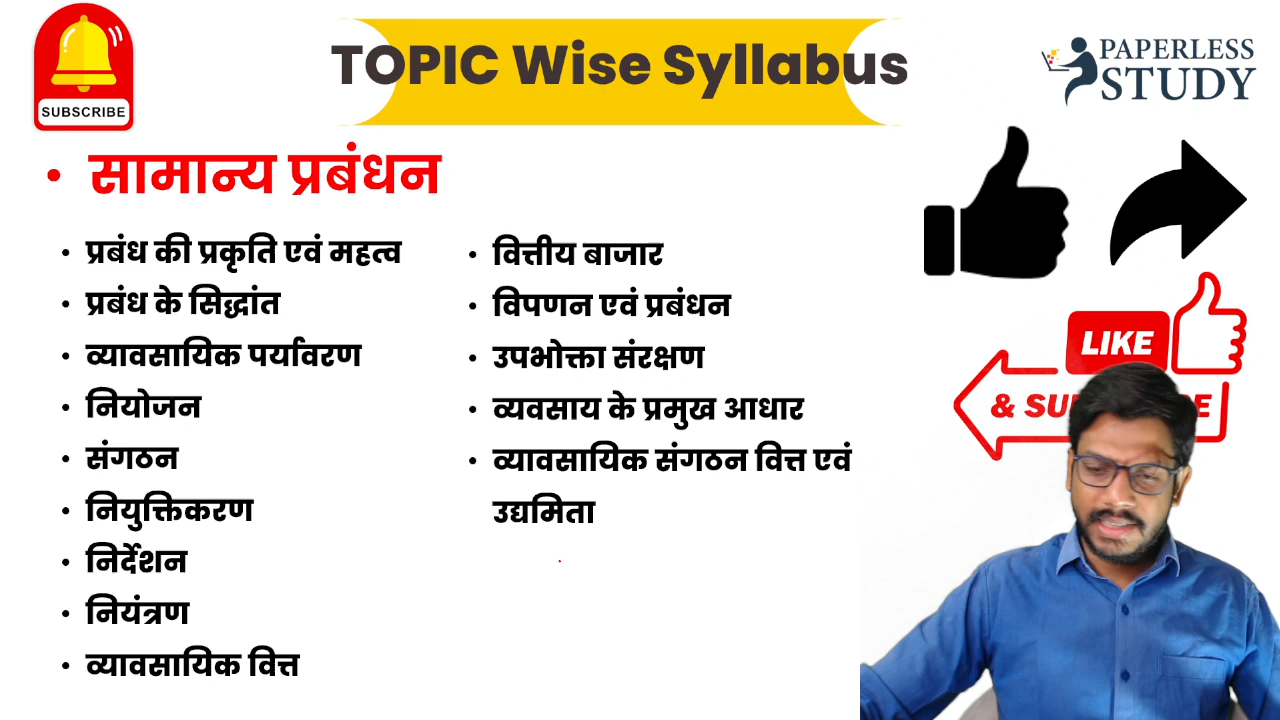 TOPIC Wise Syllabus
PAPERLESS
STUDY
SUBSCRIBE
• सामान्य प्रबंधन
• प्रबंध की प्रकृति एवं महत्व
• प्रबंध के सिद्धांत
• व्यावसायिक पर्यावरण
• नियोजन
• संगठन
• नियुक्तिकरण
• निर्देशन
• नियंत्रण
• व्यावसायिक वित्त
• वित्तीय बाजार
• विपणन एवं प्रबंधन
• उपभोक्ता संरक्षण
• व्यवसाय के प्रमुख आधार
• व्यावसायिक संगठन वित्त एवं
उद्यमिता
LIKE
&